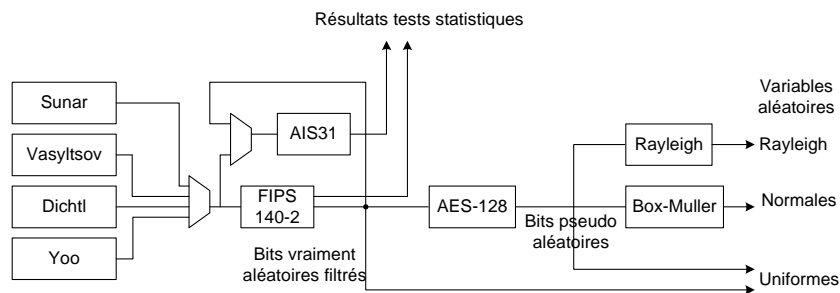 Résultats tests statistiques
Sunar
Vasyltsov
Dichtl
Yoo
AIS31
FIPS
140-2
Bits vraiment
aléatoires filtrés
AES-128
Bits pseudo
aléatoires
Rayleigh
Box-Muller
Variables
aléatoires
Rayleigh
Normales
Uniformes